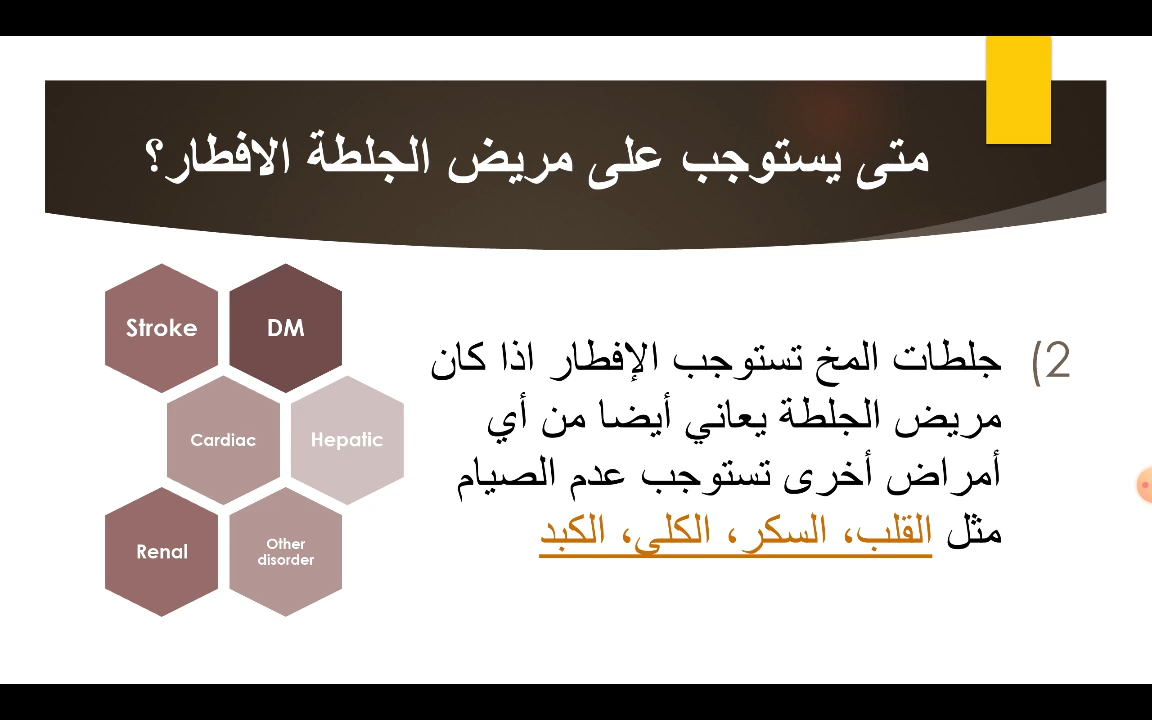 متى يستوجب على مريض الجلطة الافطار؟
2) جلطات المخ تستوجب الإفطار اذا كان
مريض الجلطة يعاني أيضا من أي
أمراض أخرى تستوجب عدم الصيام
مثل القلب، السكر، الكلى، الكبد
Stroke
DM
Cardiac
Hepatic
Renal
Other
disorder